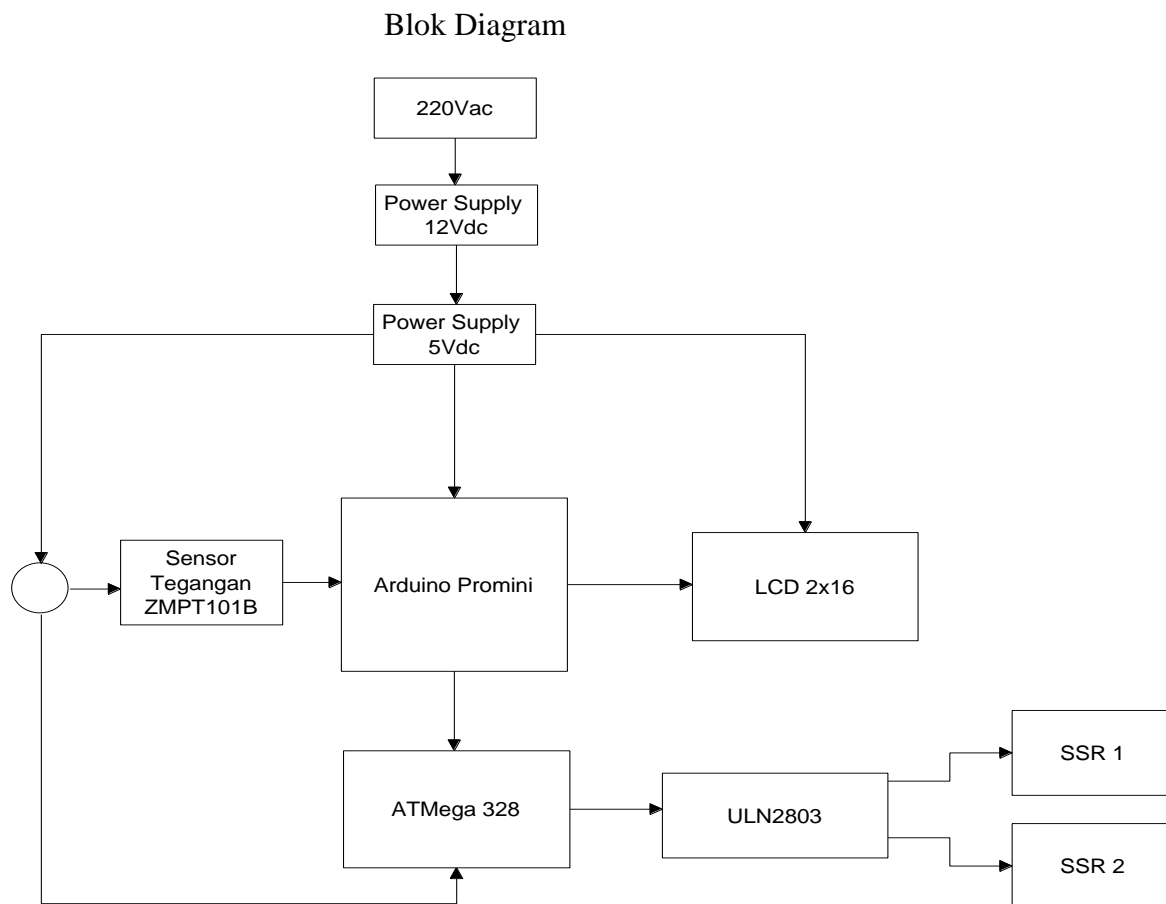 Blok Diagram
220Vac
Power Supply
12Vdc
Power Supply
5Vdc
Sensor
Tegangan
ZMPT101B
Arduino Promini
LCD 2x16
ATMega 328
ULN2803
SSR 1
SSR 2